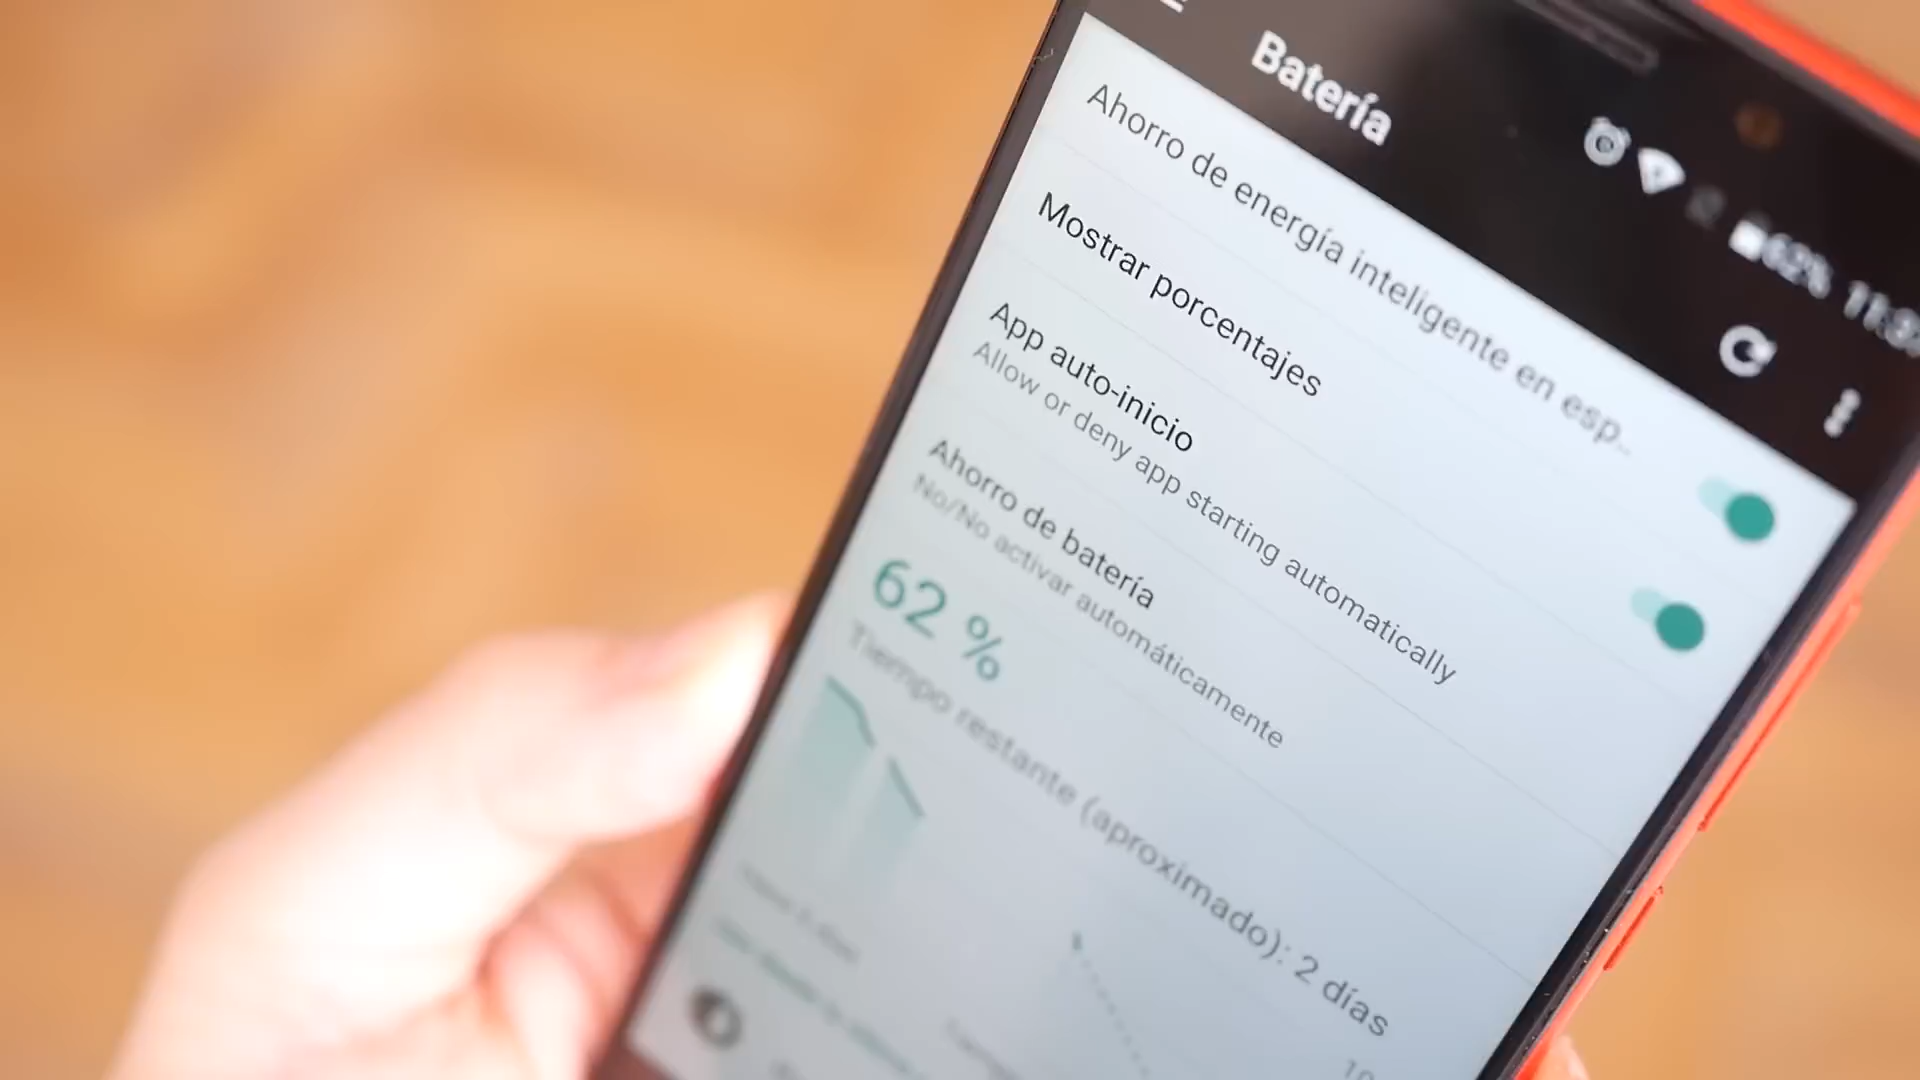 Batería
62%
Ahorro de energía inteligente en esp..
Mostrar porcentajes
App auto-inicio
Allow or deny app starting automatically
Ahorro de batería
No/No activar automáticamente
62 %
Tiempo restante (aproximado): 2 días